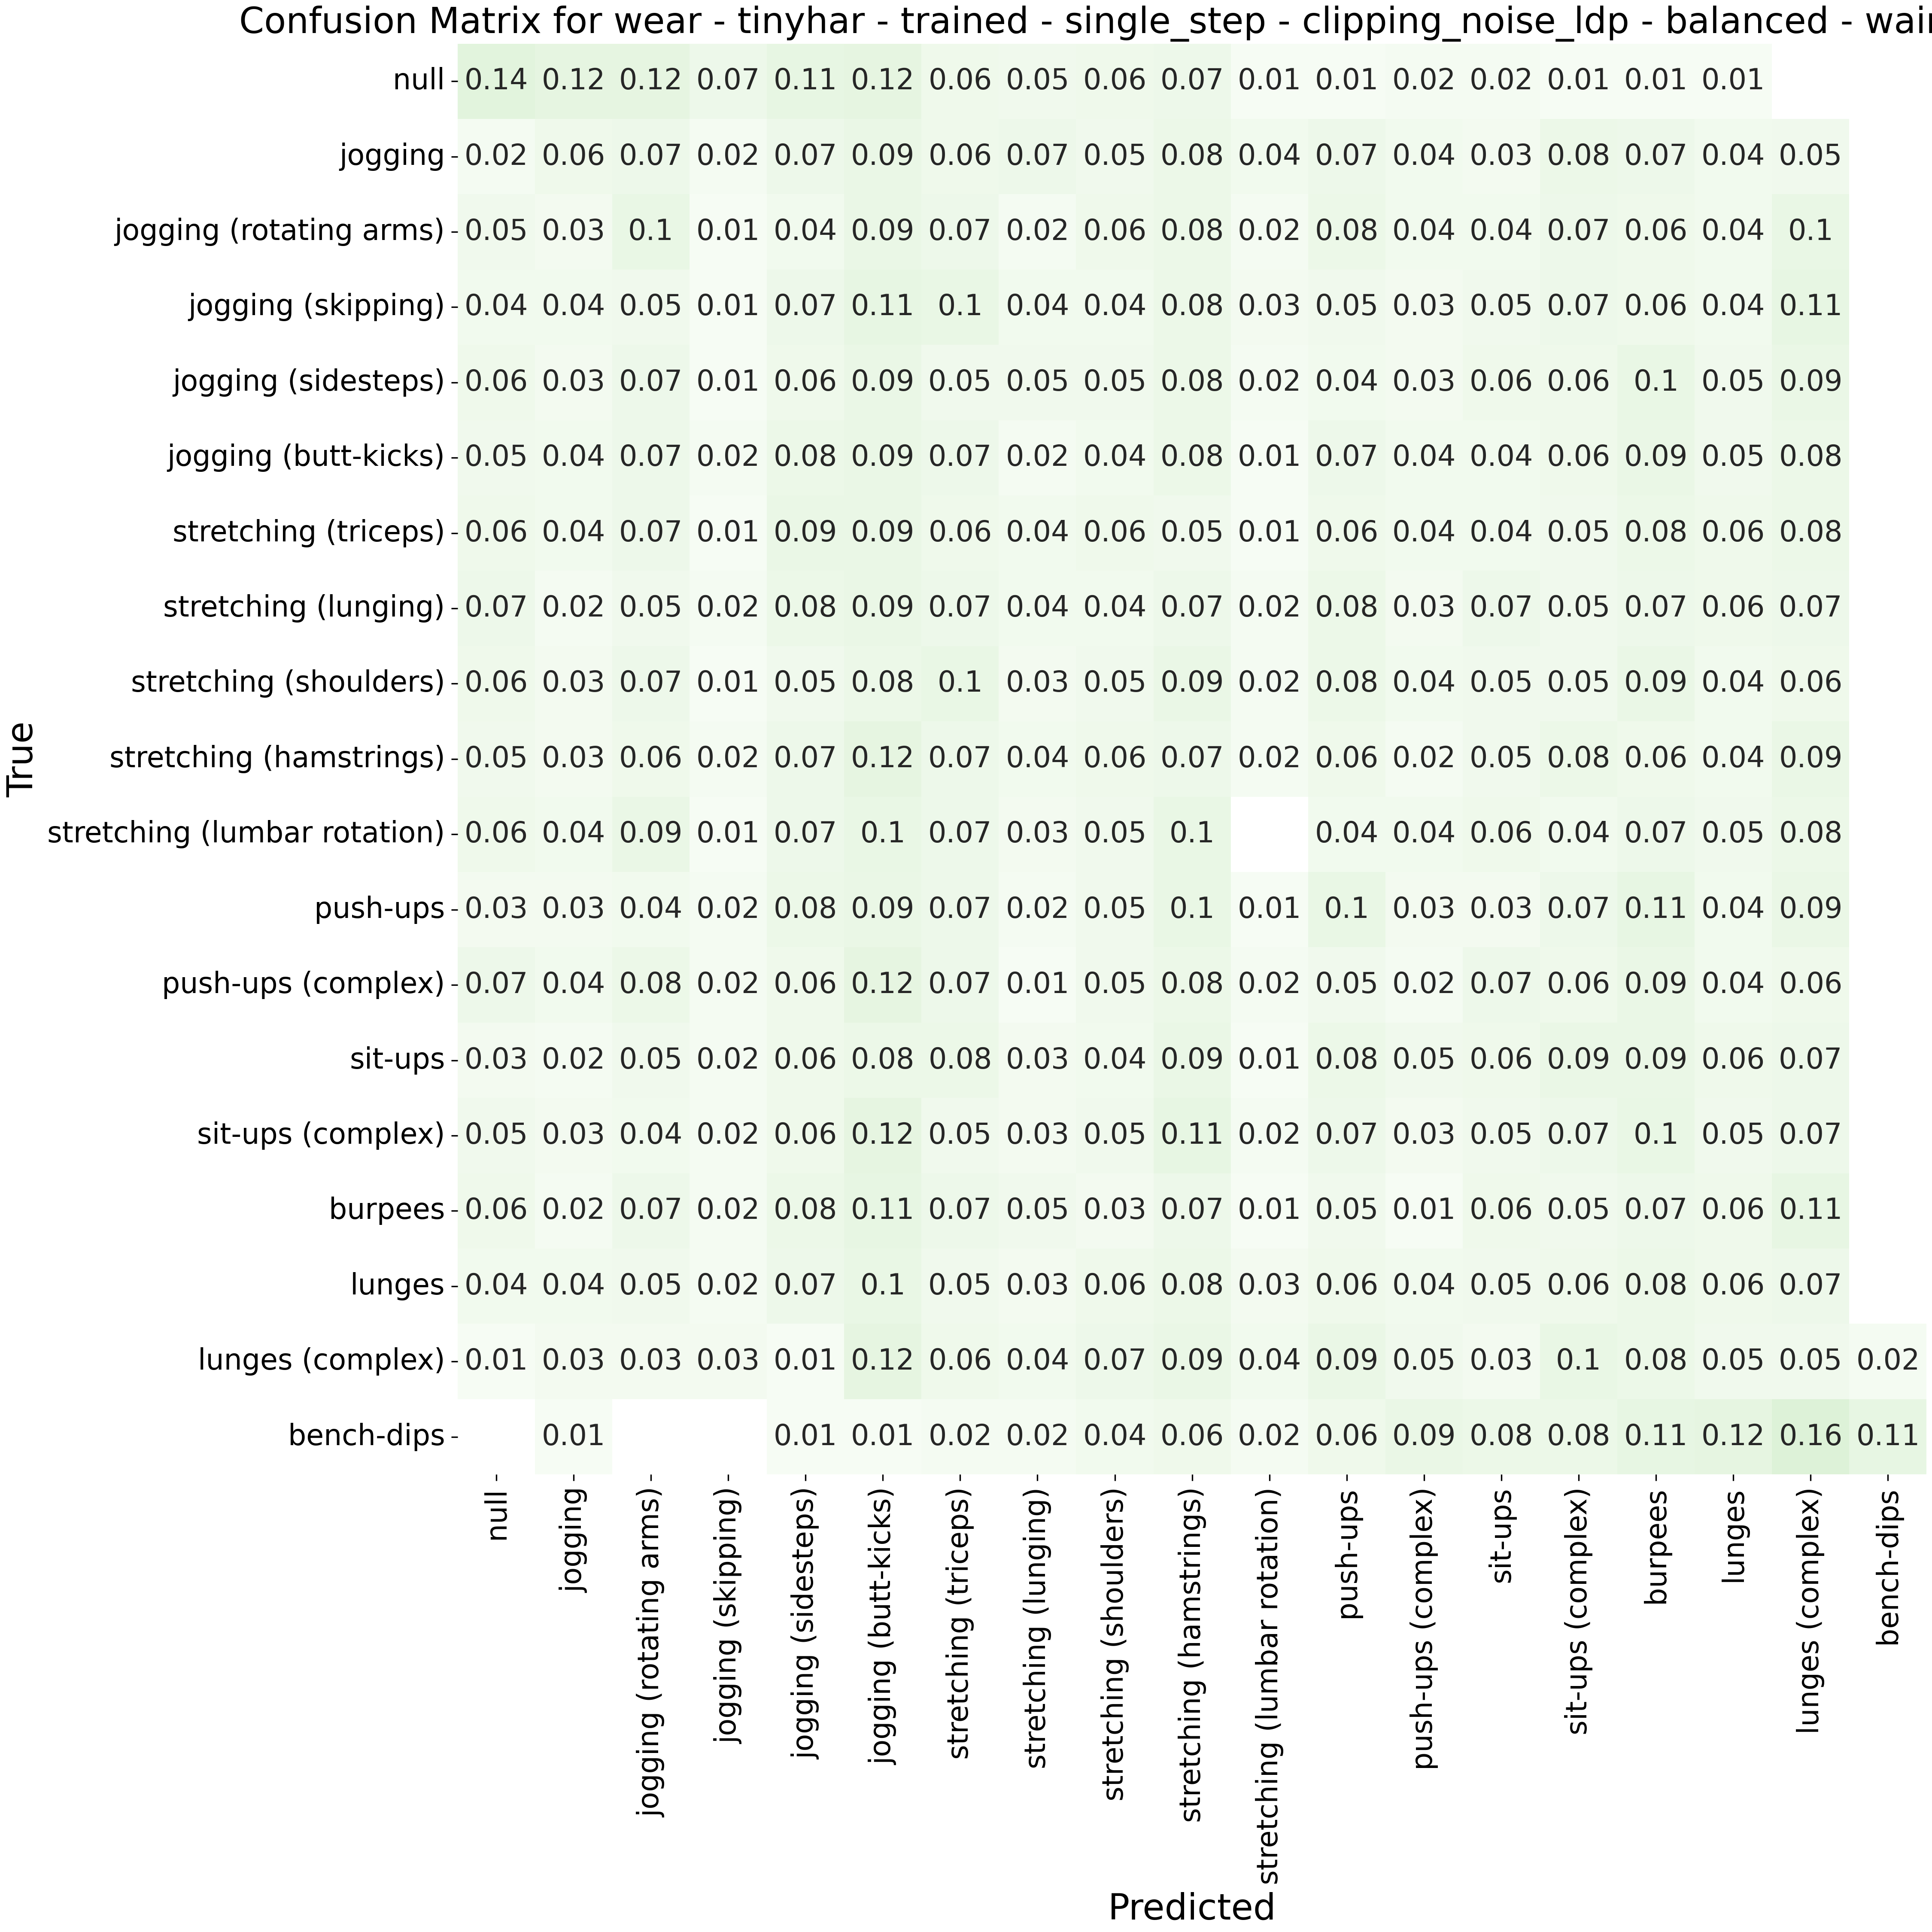 Confusion Matrix for wear - tinyhar - trained - single_step - clipping_noise_ldp - balanced -
null 0.14 0.12 0.12 0.07 0.11 0.12 0.06 0.05 0.06 0.07 0.01 0.01 0.02 0.02 0.01 0.01 0.01
jogging 0.02 0.06 0.07 0.02 0.07 0.09 0.06 0.07 0.05 0.08 0.04 0.07 0.04 0.03 0.08 0.07 0.04 0.05
jogging (rotating arms) 0.05 0.03 0.1 0.01 0.04 0.09 0.07 0.02 0.06 0.08 0.02 0.08 0.04 0.04 0.07 0.06 0.04 0.1
jogging (skipping) 0.04 0.04 0.05 0.01 0.07 0.11 0.1 0.04 0.04 0.08 0.03 0.05 0.03 0.05 0.07 0.06 0.04 0.11
jogging (sidesteps) 0.06 0.03 0.07 0.01 0.06 0.09 0.05 0.05 0.05 0.08 0.02 0.04 0.03 0.06 0.06 0.1 0.05 0.09
jogging (butt-kicks) 0.05 0.04 0.07 0.02 0.08 0.09 0.07 0.02 0.04 0.08 0.01 0.07 0.04 0.04 0.06 0.09 0.05 0.08
stretching (triceps) 0.06 0.04 0.07 0.01 0.09 0.09 0.06 0.04 0.06 0.05 0.01 0.06 0.04 0.04 0.05 0.08 0.06 0.08
stretching (lunging) 0.07 0.02 0.05 0.02 0.08 0.09 0.07 0.04 0.04 0.07 0.02 0.08 0.03 0.07 0.05 0.07 0.06 0.07
stretching (shoulders) 0.06 0.03 0.07 0.01 0.05 0.08 0.1 0.03 0.05 0.09 0.02 0.08 0.04 0.05 0.05 0.09 0.04 0.06
stretching (hamstrings) 0.05 0.03 0.06 0.02 0.07 0.12 0.07 0.04 0.06 0.07 0.02 0.06 0.02 0.05 0.08 0.06 0.04 0.09
stretching (lumbar rotation) 0.06 0.04 0.09 0.01 0.07 0.1 0.07 0.03 0.05 0.1 0.04 0.04 0.06 0.04 0.07 0.05 0.08
push-ups 0.03 0.03 0.04 0.02 0.08 0.09 0.07 0.02 0.05 0.1 0.01 0.1 0.03 0.03 0.07 0.11 0.04 0.09
push-ups (complex) 0.07 0.04 0.08 0.02 0.06 0.12 0.07 0.01 0.05 0.08 0.02 0.05 0.02 0.07 0.06 0.09 0.04 0.06
sit-ups 0.03 0.02 0.05 0.02 0.06 0.08 0.08 0.03 0.04 0.09 0.01 0.08 0.05 0.06 0.09 0.09 0.06 0.07
sit-ups (complex) 0.05 0.03 0.04 0.02 0.06 0.12 0.05 0.03 0.05 0.11 0.02 0.07 0.03 0.05 0.07 0.1 0.05 0.07
burpees 0.06 0.02 0.07 0.02 0.08 0.11 0.07 0.05 0.03 0.07 0.01 0.05 0.01 0.06 0.05 0.07 0.06 0.11
lunges 0.04 0.04 0.05 0.02 0.07 0.1 0.05 0.03 0.06 0.08 0.03 0.06 0.04 0.05 0.06 0.08 0.06 0.07
lunges (complex) 0.01 0.03 0.03 0.03 0.01 0.12 0.06 0.04 0.07 0.09 0.04 0.09 0.05 0.03 0.1 0.08 0.05 0.05 0.02
bench-dips 0.01 0.01 0.01 0.02 0.02 0.04 0.06 0.02 0.06 0.09 0.08 0.08 0.11 0.12 0.16 0.11
True
null
jogging
jogging (rotating arms)
jogging (skipping)
jogging (sidesteps)
jogging (butt-kicks)
stretching (triceps)
stretching (lunging)
stretching (shoulders)
stretching (hamstrings)
stretching (lumbar rotation)
push-ups
push-ups (complex)
sit-ups
sit-ups (complex)
burpees
lunges
lunges (complex)
bench-dips
Predicted